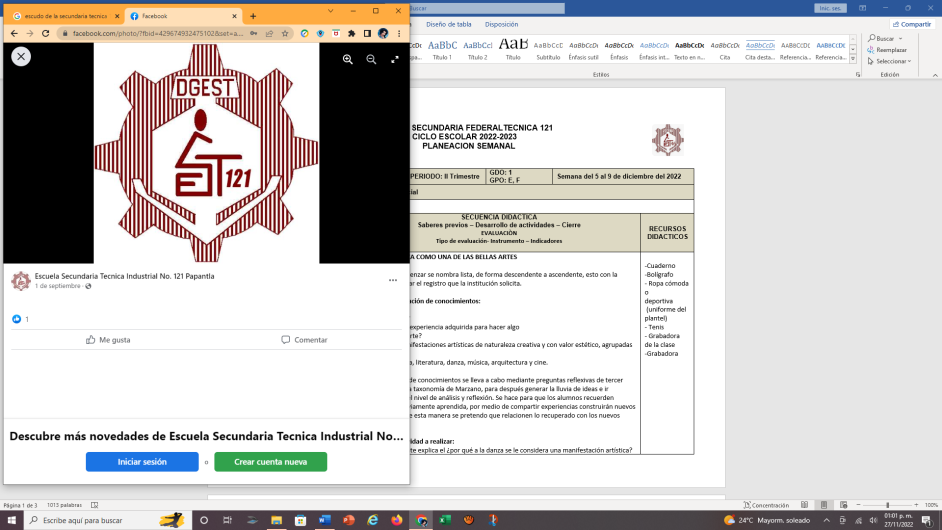 escudo de la secundaria tecnica
Facebook
facebook.com/photo/?fbid=429674932475102&set=a...
DGEST
EST
121
Escuela Secundaria Tecnica Industrial No. 121 Papantla
1 de septiembre
1
Me gusta
Comentar
Descubre más novedades de Escuela Secundaria Tecnica Industrial No...
Iniciar sesión
o
Crear cuenta nueva
Buscar
Inic. ses.
Diseño de tabla
Disposición
Compartir
AaBbC
AaBbCcI
AaB
AaBbCcD
AaBbCcDc
AaBbCcDc
AaBbCcDc
AaBbCcDc
AaBbCcDc
AaBbCcDc
AABBCCDE
AABBCCDE
Título 1
Título 2
Título
Subtítulo
Énfasis sutil
Énfasis
Énfasis int...
Texto en n...
Cita
Cita desta...
Referencia...
Referencia...
Estilos
Buscar
Reemplazar
Seleccionar
Edición
SECUNDARIA FEDERAL TECNICA 121
CICLO ESCOLAR 2022-2023
PLANEACION SEMANAL
PERIODO: II Trimestre
GDO: 1
GPO: E, F
Semana del 5 al 9 de diciembre del 2022
SECUENCIA DIDACTICA
Saberes previos – Desarrollo de actividades – Cierre
EVALUACIÓN
Tipo de evaluación- Instrumento – Indicadores
RECURSOS DIDACTICOS
COMO UNA DE LAS BELLAS ARTES
enzar se nombra lista, de forma descendente a ascendente, esto con la
ar el registro que la institución solicita.
ación de conocimientos:
experiencia adquirida para hacer algo
arte?
nifestaciones artísticas de naturaleza creativa y con valor estético, agrupadas
a, literatura, danza, música, arquitectura y cine.
de conocimientos se lleva a cabo mediante preguntas reflexivas de tercer
taxonomía de Marzano, para después generar la lluvia de ideas e ir
el nivel de análisis y reflexión. Se hace para que los alumnos recuerden
viamente aprendida, por medio de compartir experiencias construirán nuevos
e esta manera se pretendo que relacionen lo recuperado con los nuevos
idad a realizar:
te explica el ¿por qué a la danza se le considera una manifestación artística?
-Cuaderno
-Bolígrafo
- Ropa cómoda
o
deportiva
(uniforme del
plantel)
- Tenis
- Grabadora
de la clase
-Grabadora
Página 1 de 3
1013 palabras
Concentración
100%
Escribe aquí para buscar
24°C Mayorm. soleado
01:01 p. m.
27/11/2022